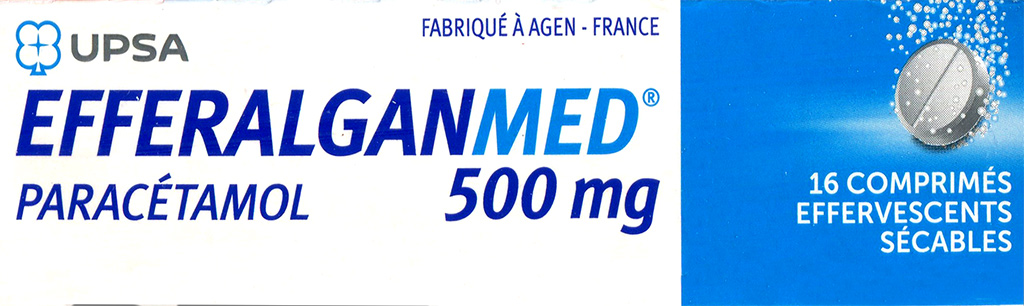 UPSA
FABRIQUÉ À AGEN - FRANCE
EFFERALGANMED®
PARACÉTAMOL
500 mg
16 COMPRIMÉS
EFFERVESCENTS
SÉCABLES